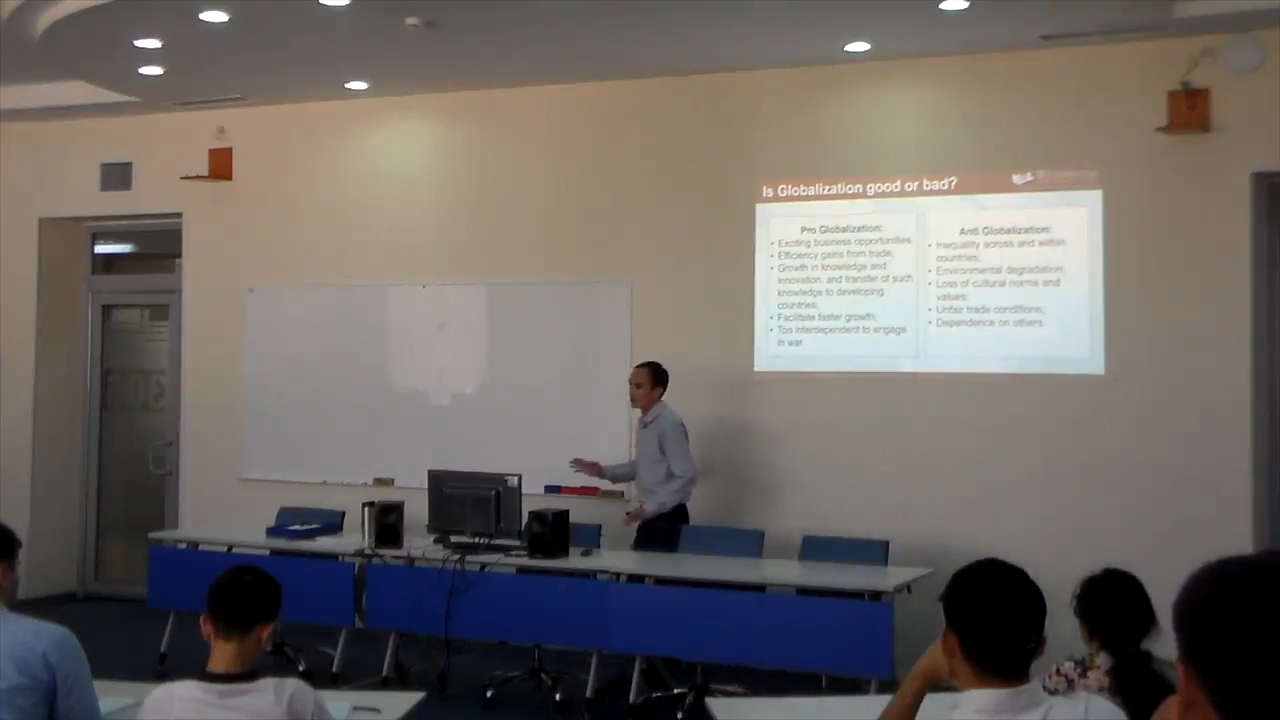 Is Globalization good or bad?
Pro Globalization:
• Exciting business opportunities
• Efficiency gains from trade;
• Growth in knowledge and
innovation, and transfer of such
knowledge to developing
countries;
• Facilitate faster growth;
• Too interdependent to engage
in war.
Anti Globalization:
• Inequality across and within
countries;
• Environmental degradation;
• Loss of cultural norms and
values;
• Unfair trade conditions;
• Dependence on others.